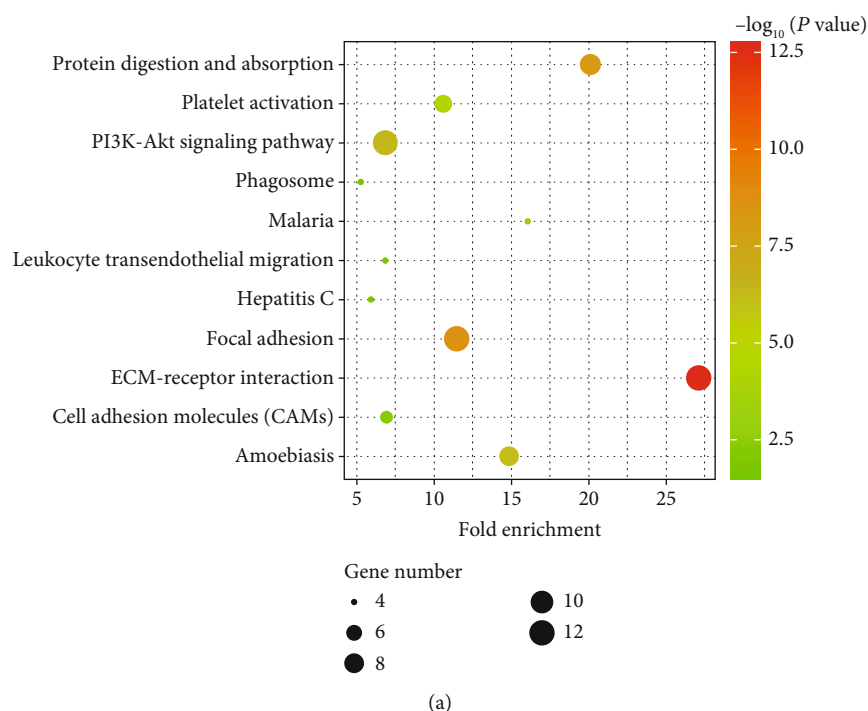 –log₁₀ (P value)
Protein digestion and absorption
Platelet activation
PI3K-Akt signaling pathway
Phagosome
Malaria
Leukocyte transendothelial migration
Hepatitis C
Focal adhesion
ECM-receptor interaction
Cell adhesion molecules (CAMs)
Amoebiasis
12.5
10.0
7.5
5.0
2.5
5 10 15 20 25
Fold enrichment
Gene number
4 10
6 12
8
(a)